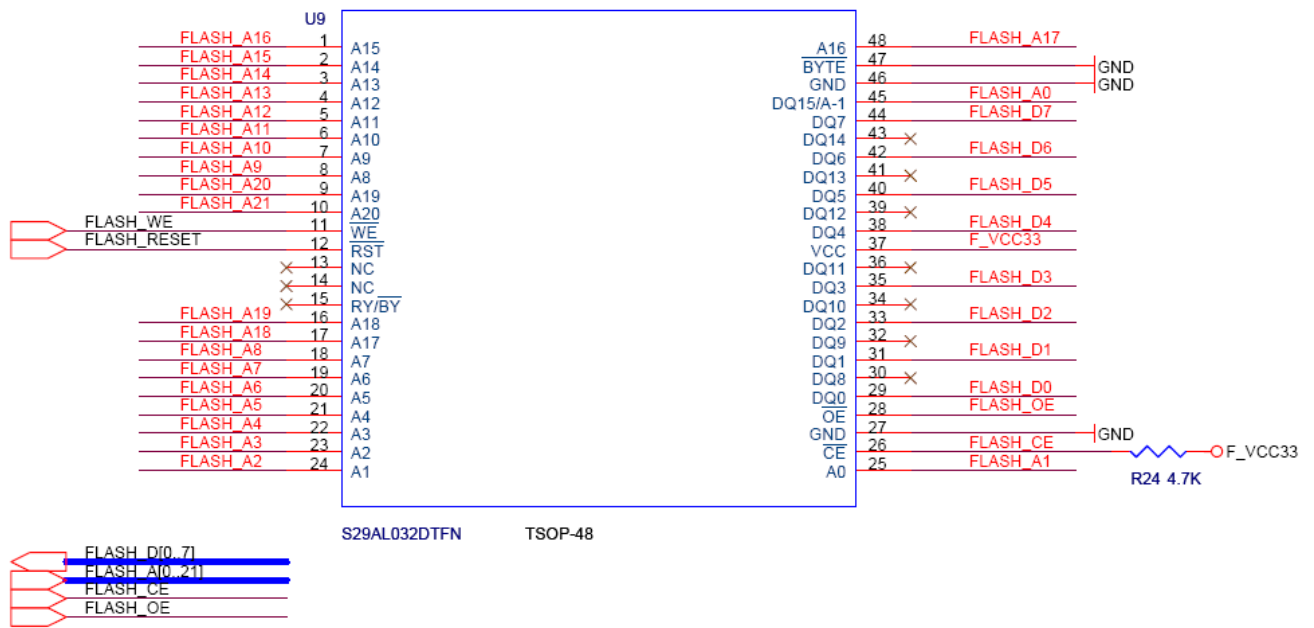 U9
FLASH_A16 1 A15 A16 48 FLASH_A17
FLASH_A15 2 A14 BYTE 47 GND
FLASH_A14 3 A13 GND 46 GND
FLASH_A13 4 A12 DQ15/A-1 45 FLASH_A0
FLASH_A12 5 A11 DQ7 44 FLASH_D7
FLASH_A11 6 A10 DQ14 43
FLASH_A10 7 A9 DQ6 42 FLASH_D6
FLASH_A9 8 A8 DQ13 41
FLASH_A20 9 A19 DQ5 40 FLASH_D5
FLASH_A21 10 A20 DQ12 39
FLASH_WE 11 WE DQ4 38 FLASH_D4
FLASH_RESET 12 RST VCC 37 F_VCC33
13 NC DQ11 36
14 NC DQ3 35 FLASH_D3
15 RY/BY DQ10 34
FLASH_A19 16 A18 DQ2 33 FLASH_D2
FLASH_A18 17 A17 DQ9 32
FLASH_A8 18 A7 DQ1 31 FLASH_D1
FLASH_A7 19 A6 DQ8 30
FLASH_A6 20 A5 DQ0 29 FLASH_D0
FLASH_A5 21 A4 OE 28 FLASH_OE
FLASH_A4 22 A3 GND 27 GND
FLASH_A3 23 A2 CE 26 FLASH_CE F_VCC33
FLASH_A2 24 A1 A0 25 FLASH_A1
R24 4.7K
S29AL032DTFN TSOP-48
FLASH_D[0..7]
FLASH_A[0..21]
FLASH_CE
FLASH_OE